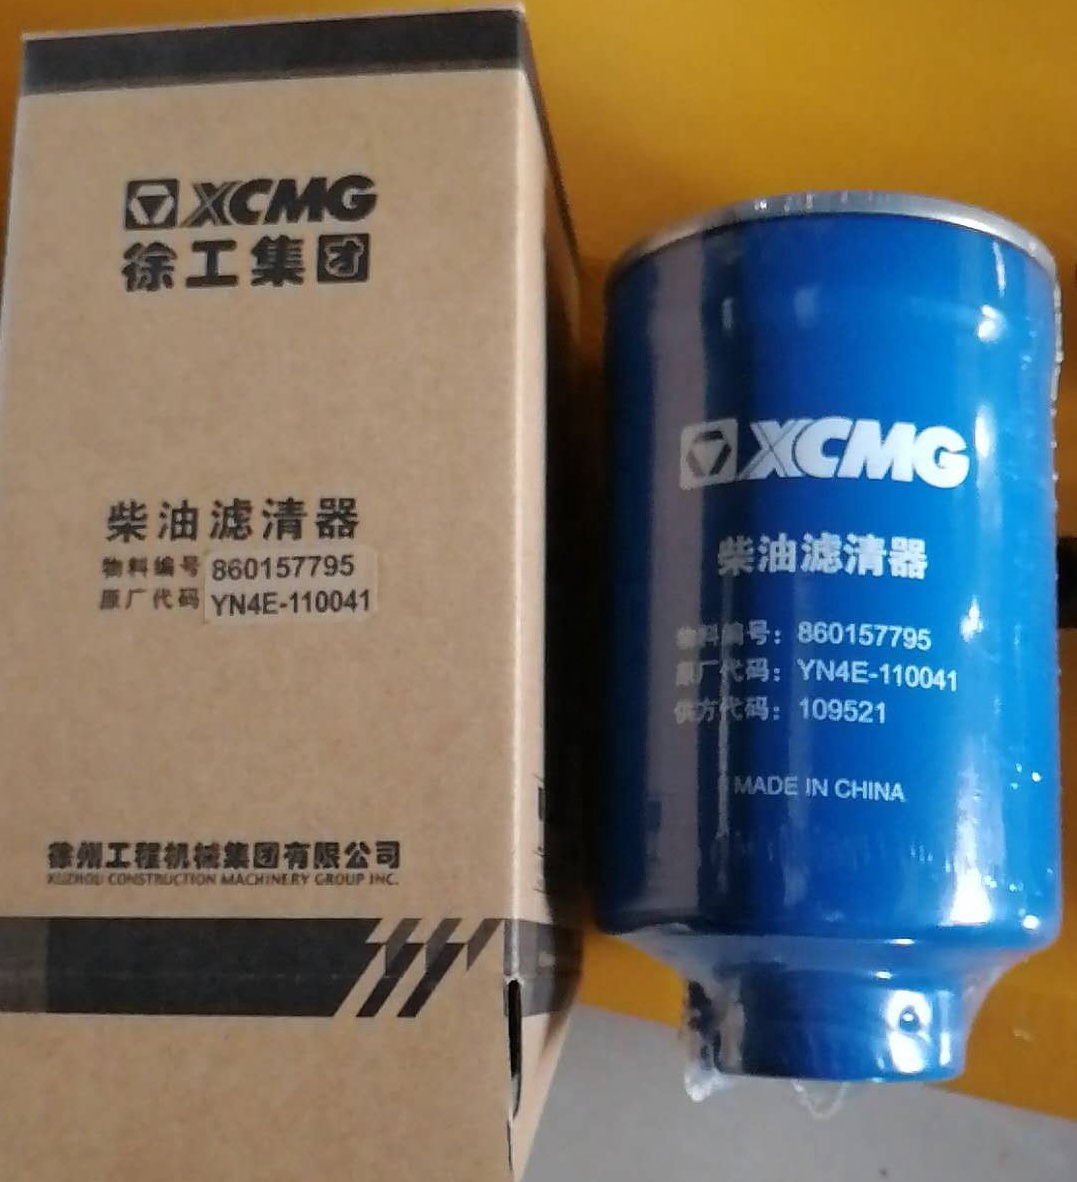 XCMG
徐工集团
柴油滤清器
物料编号 860157795
原厂代码 YN4E-110041
徐州工程机械集团有限公司
XUZHOU CONSTRUCTION MACHINERY GROUP INC.
XCMG
柴油滤清器
物料编号: 860157795
原厂代码: YN4E-110041
供方代码: 109521
MADE IN CHINA